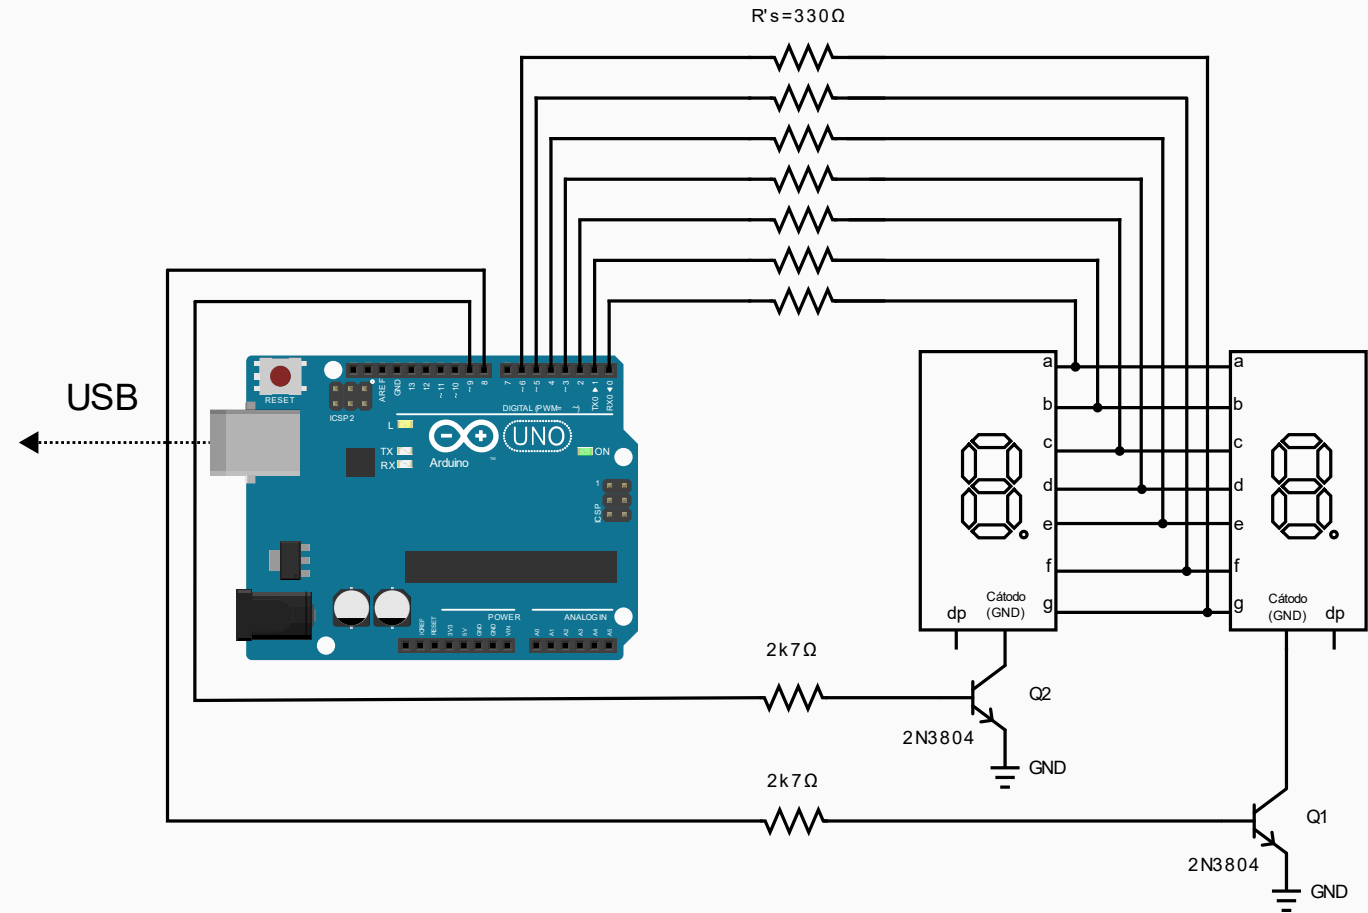 R's=330Ω
USB
RESET
ICSP2
AREF
GND
13
12
~11
~10
~9
8
7
~6
~5
4
~3
2
TX0▶1
RX0◀0
DIGITAL (PWM= ~)
L
TX
RX
Arduino
™
UNO
ON
1
ICSP
POWER
ANALOG IN
IOREF
RESET
3V3
5V
GND
GND
VIN
A0
A1
A2
A3
A4
A5
a
b
c
d
e
f
g
Cátodo
(GND)
dp
a
b
c
d
e
f
g
Cátodo
(GND)
dp
2k7Ω
Q2
2N3804
GND
2k7Ω
Q1
2N3804
GND